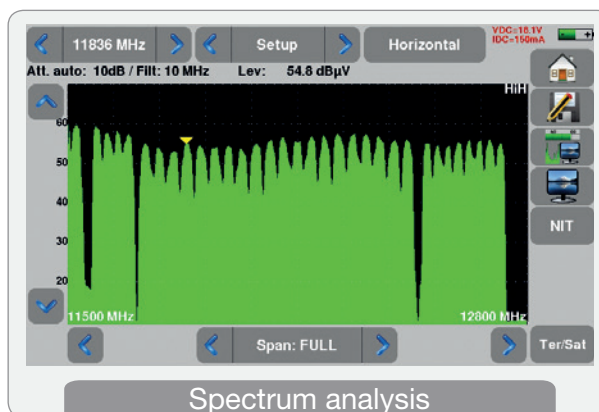 11836 MHz
Setup
Horizontal
VDC=18.1V
IDC=150mA
Att. auto: 10dB / Filt: 10 MHz Lev: 54.8 dBµV
HiH
60
50
40
30
20
NIT
11500 MHz
12800 MHz
Span: FULL
Ter/Sat
Spectrum analysis